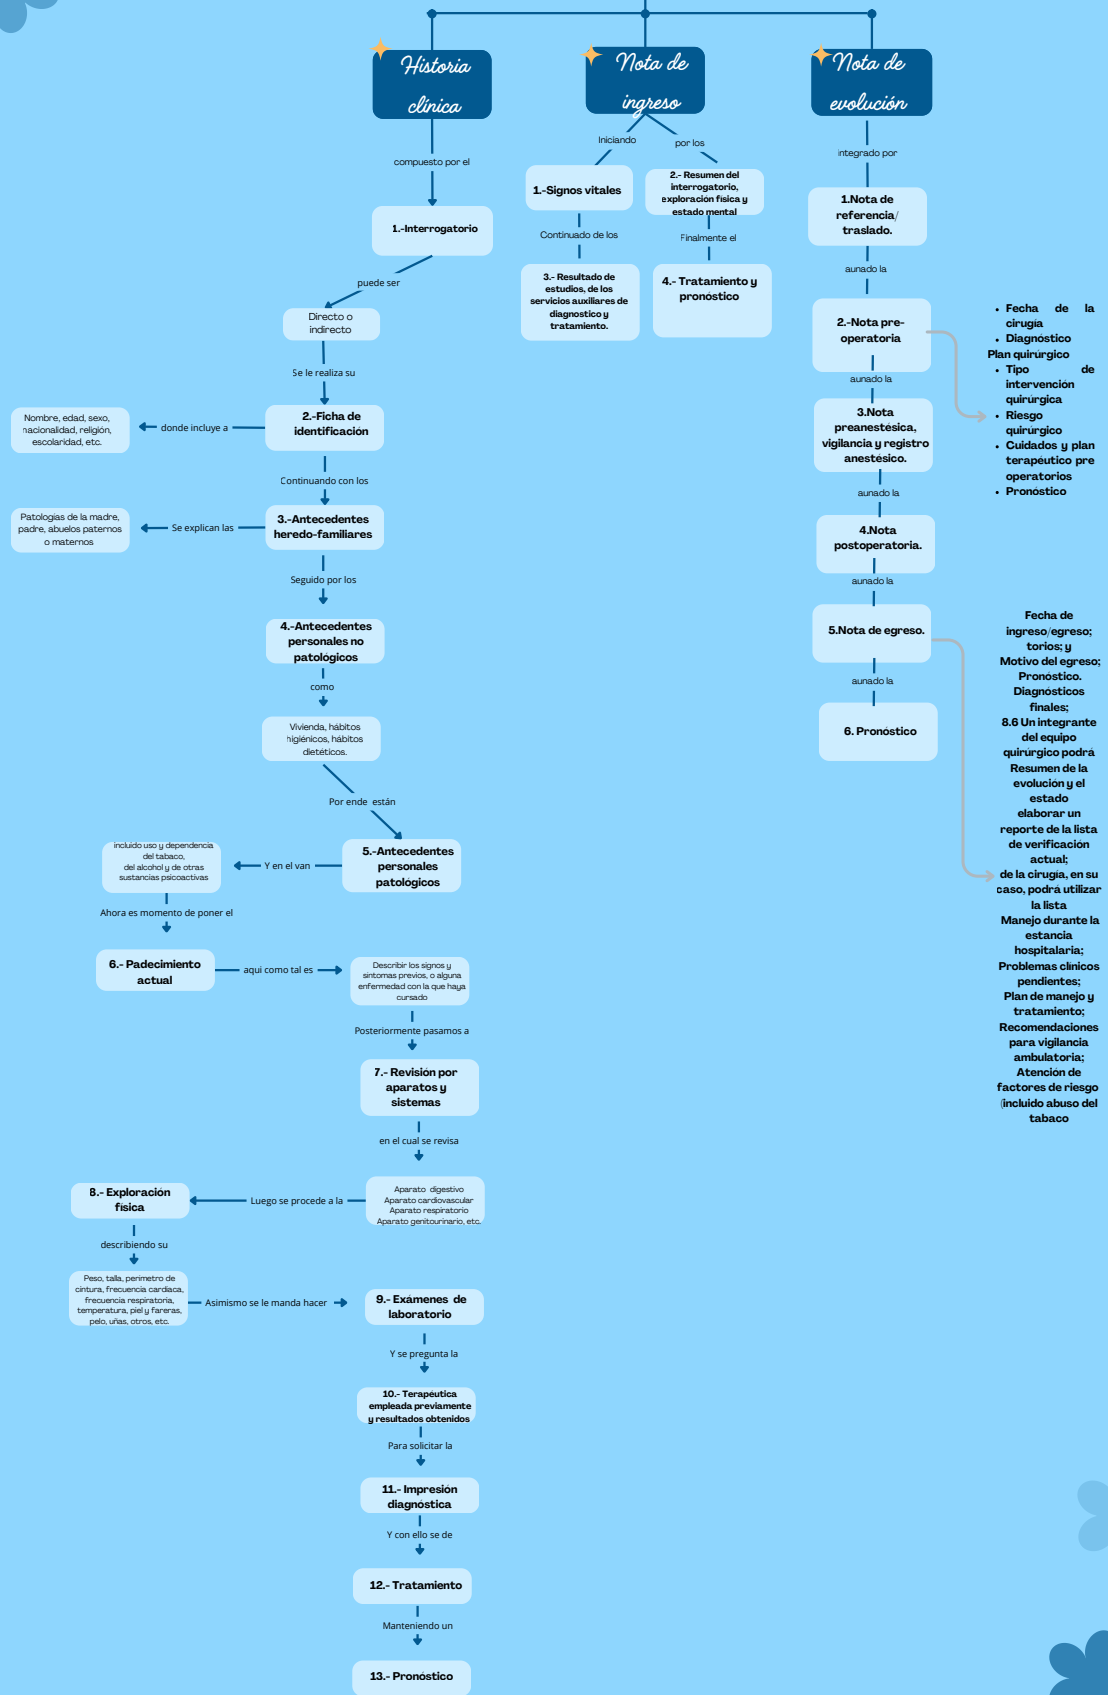 Historia
clínica
compuesto por el
1.-Interrogatorio
puede ser
Directo o
indirecto
Se le realiza su
2.-Ficha de
identificación
donde incluye a
Nombre, edad, sexo,
nacionalidad, religión,
escolaridad, etc.
Continuando con los
3.-Antecedentes
heredo-familiares
Se explican las
Patologías de la madre,
padre, abuelos paternos
o maternos
Seguido por los
4.-Antecedentes
personales no
patológicos
como
Vivienda, hábitos
higiénicos, hábitos
dietéticos.
Por ende están
5.-Antecedentes
personales
patológicos
Y en el van
incluido uso y dependencia
del tabaco,
del alcohol y de otras
sustancias psicoactivas
Ahora es momento de poner el
6.- Padecimiento
actual
aqui como tal es
Describir los signos y
sintomas previos, o alguna
enfermedad con la que haya
cursado
Posteriormente pasamos a
7.- Revisión por
aparatos y
sistemas
en el cual se revisa
Aparato digestivo
Aparato cardiovascular
Aparato respiratorio
Aparato genitourinario, etc.
Luego se procede a la
8.- Exploración
física
describiendo su
Peso, talla, perimetro de
cintura, frecuencia cardiaca,
frecuencia respiratoria,
temperatura, piel y fareras,
pelo, uñas, otros, etc.
Asimismo se le manda hacer
9.- Exámenes de
laboratorio
Y se pregunta la
10.- Terapéutica
empleada previamente
y resultados obtenidos
Para solicitar la
11.- Impresión
diagnóstica
Y con ello se de
12.- Tratamiento
Manteniendo un
13.- Pronóstico
Nota de
ingreso
Iniciando
por los
1.-Signos vitales
2.- Resumen del
interrogatorio,
exploración física y
estado mental
Continuado de los
Finalmente el
3.- Resultado de
estudios, de los
servicios auxiliares de
diagnostico y
tratamiento.
4.- Tratamiento y
pronóstico
Nota de
evolución
integrado por
1.Nota de
referencia/
traslado.
aunado la
2.-Nota pre-
operatoria
aunado la
3.Nota
preanestésica,
vigilancia y registro
anestésico.
aunado la
4.Nota
postoperatoria.
aunado la
5.Nota de egreso.
aunado la
6. Pronóstico
• Fecha de la
cirugía
• Diagnóstico
Plan quirúrgico
• Tipo de
intervención
quirúrgica
• Riesgo
quirúrgico
• Cuidados y plan
terapéutico pre
operatorios
• Pronóstico
Fecha de
ingreso/egreso;
torios; y
Motivo del egreso;
Pronóstico.
Diagnósticos
finales;
8.6 Un integrante
del equipo
quirúrgico podrá
Resumen de la
evolución y el
estado
elaborar un
reporte de la lista
de verificación
actual;
de la cirugía, en su
caso, podrá utilizar
la lista
Manejo durante la
estancia
hospitalaria;
Problemas clínicos
pendientes;
Plan de manejo y
tratamiento;
Recomendaciones
para vigilancia
ambulatoria;
Atención de
factores de riesgo
(incluido abuso del
tabaco